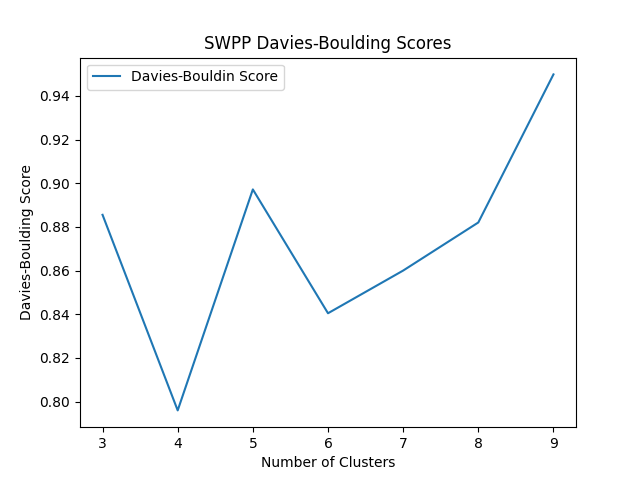 SWPP Davies-Boulding Scores
Davies-Bouldin Score
0.94
0.92
0.90
0.88
0.86
0.84
0.82
0.80
Davies-Boulding Score
3 4 5 6 7 8 9
Number of Clusters